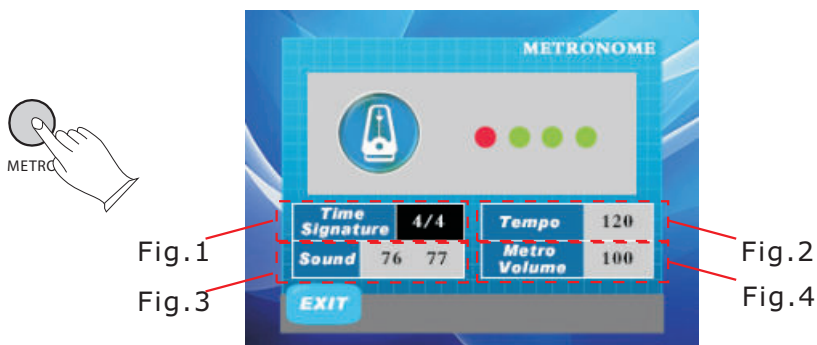 METRONOME
METRO
Time Signature 4/4
Tempo 120
Fig.1
Sound 76 77
Metro Volume 100
Fig.2
Fig.3
EXIT
Fig.4